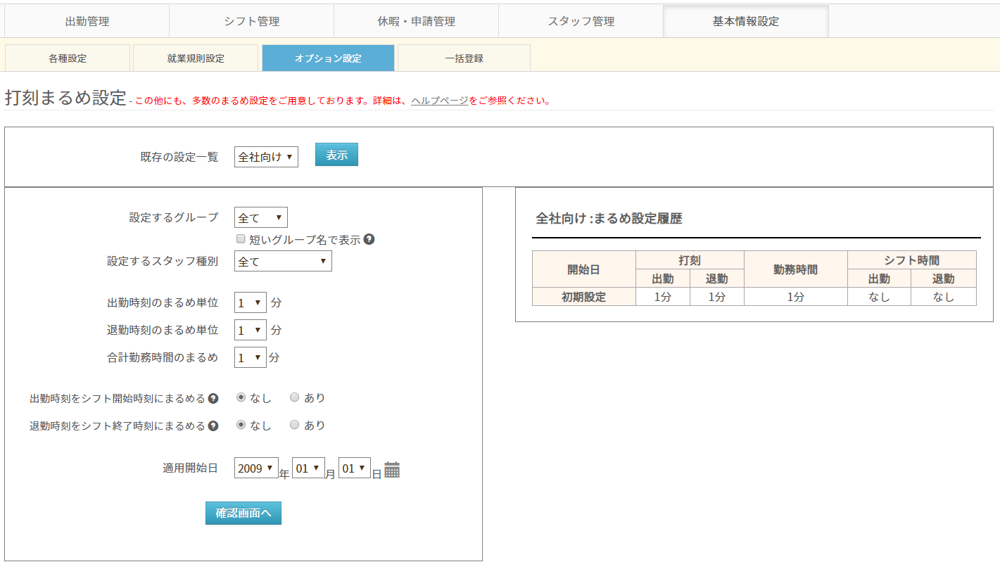 出勤管理 シフト管理 休暇・申請管理 スタッフ管理 基本情報設定
各種設定 就業規則設定 オプション設定 一括登録
打刻まるめ設定 - この他にも、多数のまるめ設定をご用意しております。詳細は、ヘルプページをご参照ください。
既存の設定一覧 全社向け 表示
設定するグループ 全て
短いグループ名で表示
設定するスタッフ種別 全て
出勤時刻のまるめ単位 1 分
退勤時刻のまるめ単位 1 分
合計勤務時間のまるめ 1 分
出勤時刻をシフト開始時刻にまるめる なし あり
退勤時刻をシフト終了時刻にまるめる なし あり
適用開始日 2009 年 01 月 01 日
確認画面へ
全社向け :まるめ設定履歴
開始日 打刻 勤務時間 シフト時間
出勤 退勤 出勤 退勤
初期設定 1分 1分 1分 なし なし